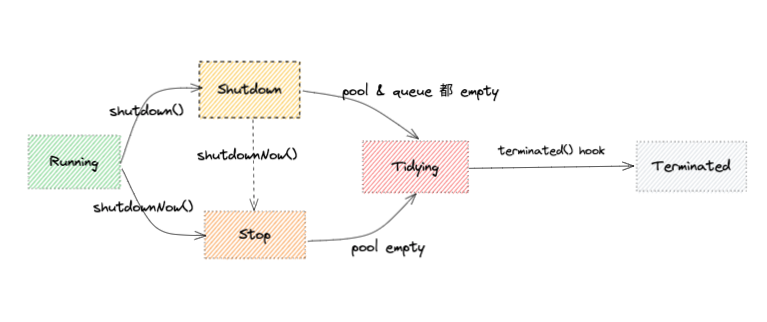 Shutdown
pool & queue 都 empty
shutdown()
terminated() hook
shutdownNow()
Running
Tidying
Terminated
shutdownNow()
Stop
pool empty